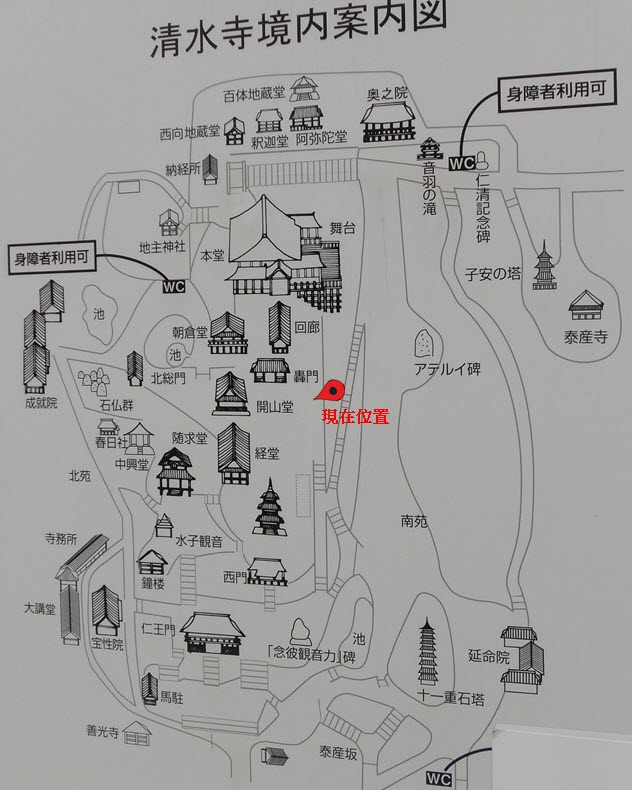 清水寺境内案内図
百体地蔵堂
奥之院
身障者利用可
西向地蔵堂
釈迦堂
阿弥陀堂
WC
納経所
音羽の滝
仁清記念碑
地主神社
本堂
舞台
身障者利用可
子安の塔
WC
泰産寺
池
朝倉堂
回廊
池
アテルイ碑
北総門
轟門
成就院
石仏群
開山堂
現在位置
春日社
中興堂
随求堂
経堂
北苑
南苑
寺務所
水子観音
鐘楼
西門
大講堂
宝性院
仁王門
「念彼観音力」碑
池
延命院
馬駐
十一重石塔
善光寺
泰産坂
WC